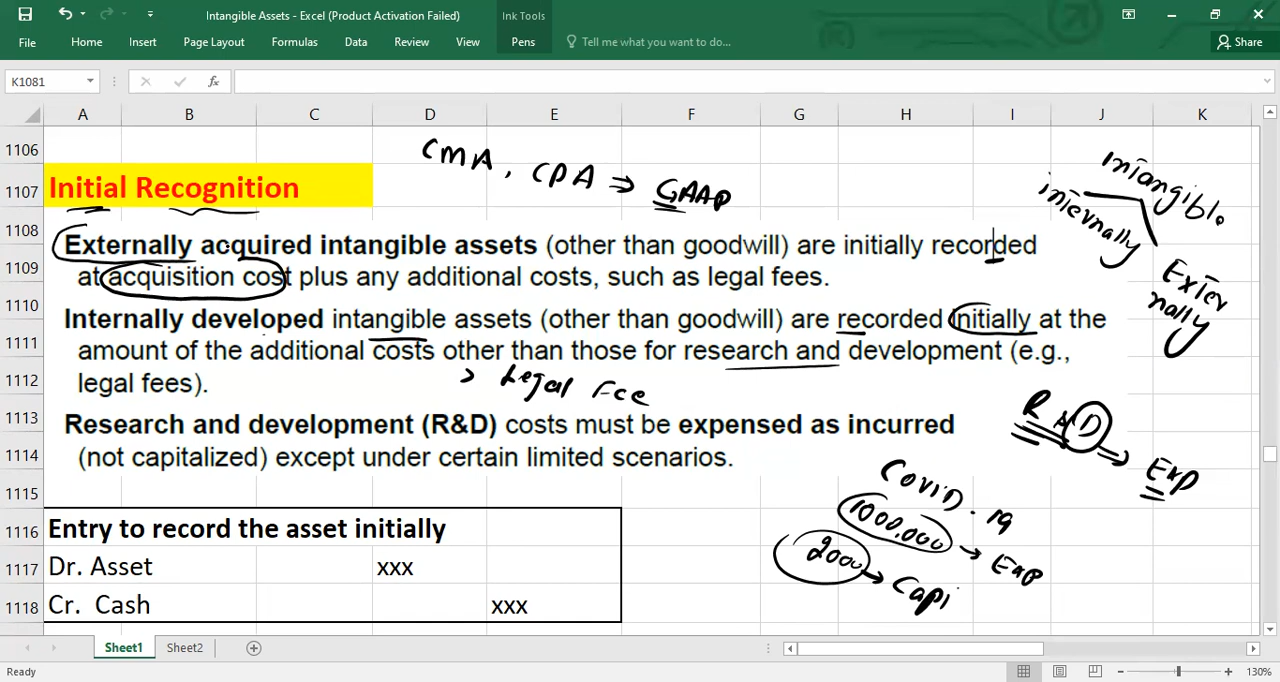 Intangible Assets - Excel (Product Activation Failed)
Ink Tools
File Home Insert Page Layout Formulas Data Review View Pens Tell me what you want to do... Share
K1081 fx
A B C D E F G H I J K
1106
1107 Initial Recognition
CMA, CPA ⇒ GAAP
Intangible
internally
Exter
nally
1108 Externally acquired intangible assets (other than goodwill) are initially recorded
1109 at acquisition cost plus any additional costs, such as legal fees.
1110 Internally developed intangible assets (other than goodwill) are recorded initially at the
1111 amount of the additional costs other than those for research and development (e.g.,
1112 legal fees).
> Legal Fee
1113 Research and development (R&D) costs must be expensed as incurred
1114 (not capitalized) except under certain limited scenarios.
R & D ⇒ Exp
1115
Covid-19
1000,000 → Exp
2000 → Capi
1116 Entry to record the asset initially
1117 Dr. Asset xxx
1118 Cr. Cash xxx
Sheet1 Sheet2
Ready 130%